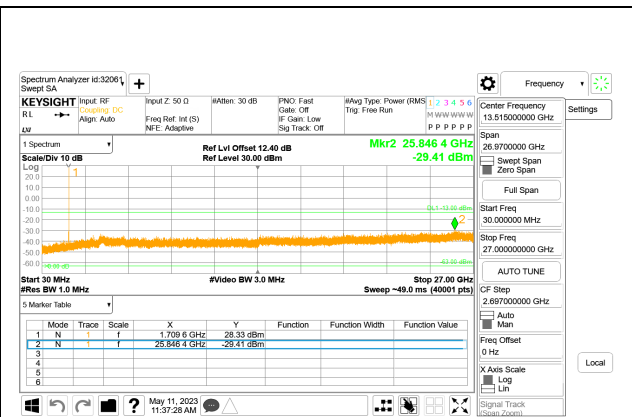 Spectrum Analyzer id:32061
Swept SA
Frequency
KEYSIGHT
Input: RF
Coupling: DC
Align: Auto
Input Z: 50 Ω
Freq Ref: Int (S)
NFE: Adaptive
#Atten: 30 dB
PNO: Fast
Gate: Off
IF Gain: Low
Sig Track: Off
#Avg Type: Power (RMS
Trig: Free Run
1 2 3 4 5 6
M W W W W W
P P P P P P
R L
LXI
Center Frequency
13.515000000 GHz
Settings
Span
26.9700000 GHz
Swept Span
Zero Span
Full Span
Start Freq
30.000000 MHz
Stop Freq
27.000000000 GHz
AUTO TUNE
CF Step
2.697000000 GHz
Auto
Man
Freq Offset
0 Hz
X Axis Scale
Log
Lin
Signal Track
(Span Zoom)
Local
1 Spectrum
Scale/Div 10 dB
Log
Ref Lvl Offset 12.40 dB
Ref Level 30.00 dBm
Mkr2 25.846 4 GHz
-29.41 dBm
20.0
10.0
0.00
-10.0
-20.0
-30.0
-40.0
-50.0
-60.0
1
2
DL1 -13.00 dBm
Start 30 MHz
#Res BW 1.0 MHz
#Video BW 3.0 MHz
Stop 27.00 GHz
Sweep ~49.0 ms (40001 pts)
5 Marker Table
Mode Trace Scale X Y Function Function Width Function Value
1 N 1 f 1.709 6 GHz 28.33 dBm
2 N 1 f 25.846 4 GHz -29.41 dBm
3
4
5
6
May 11, 2023
11:37:28 AM